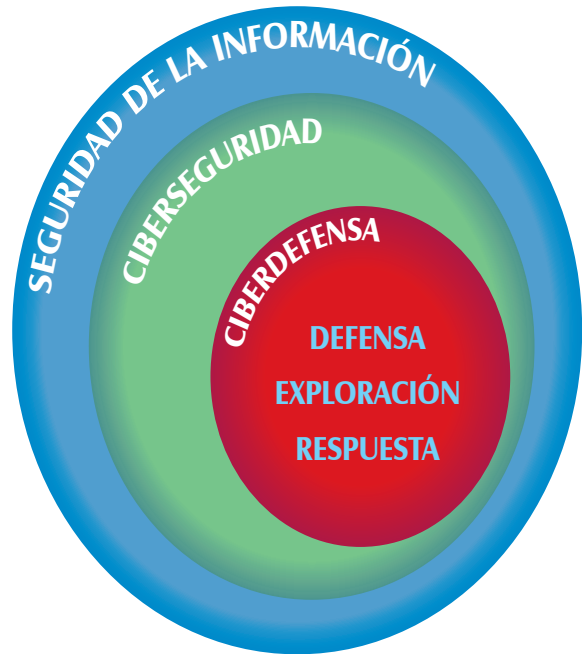 SEGURIDAD DE LA INFORMACIÓN
CIBERSEGURIDAD
CIBERDEFENSA
DEFENSA
EXPLORACIÓN
RESPUESTA